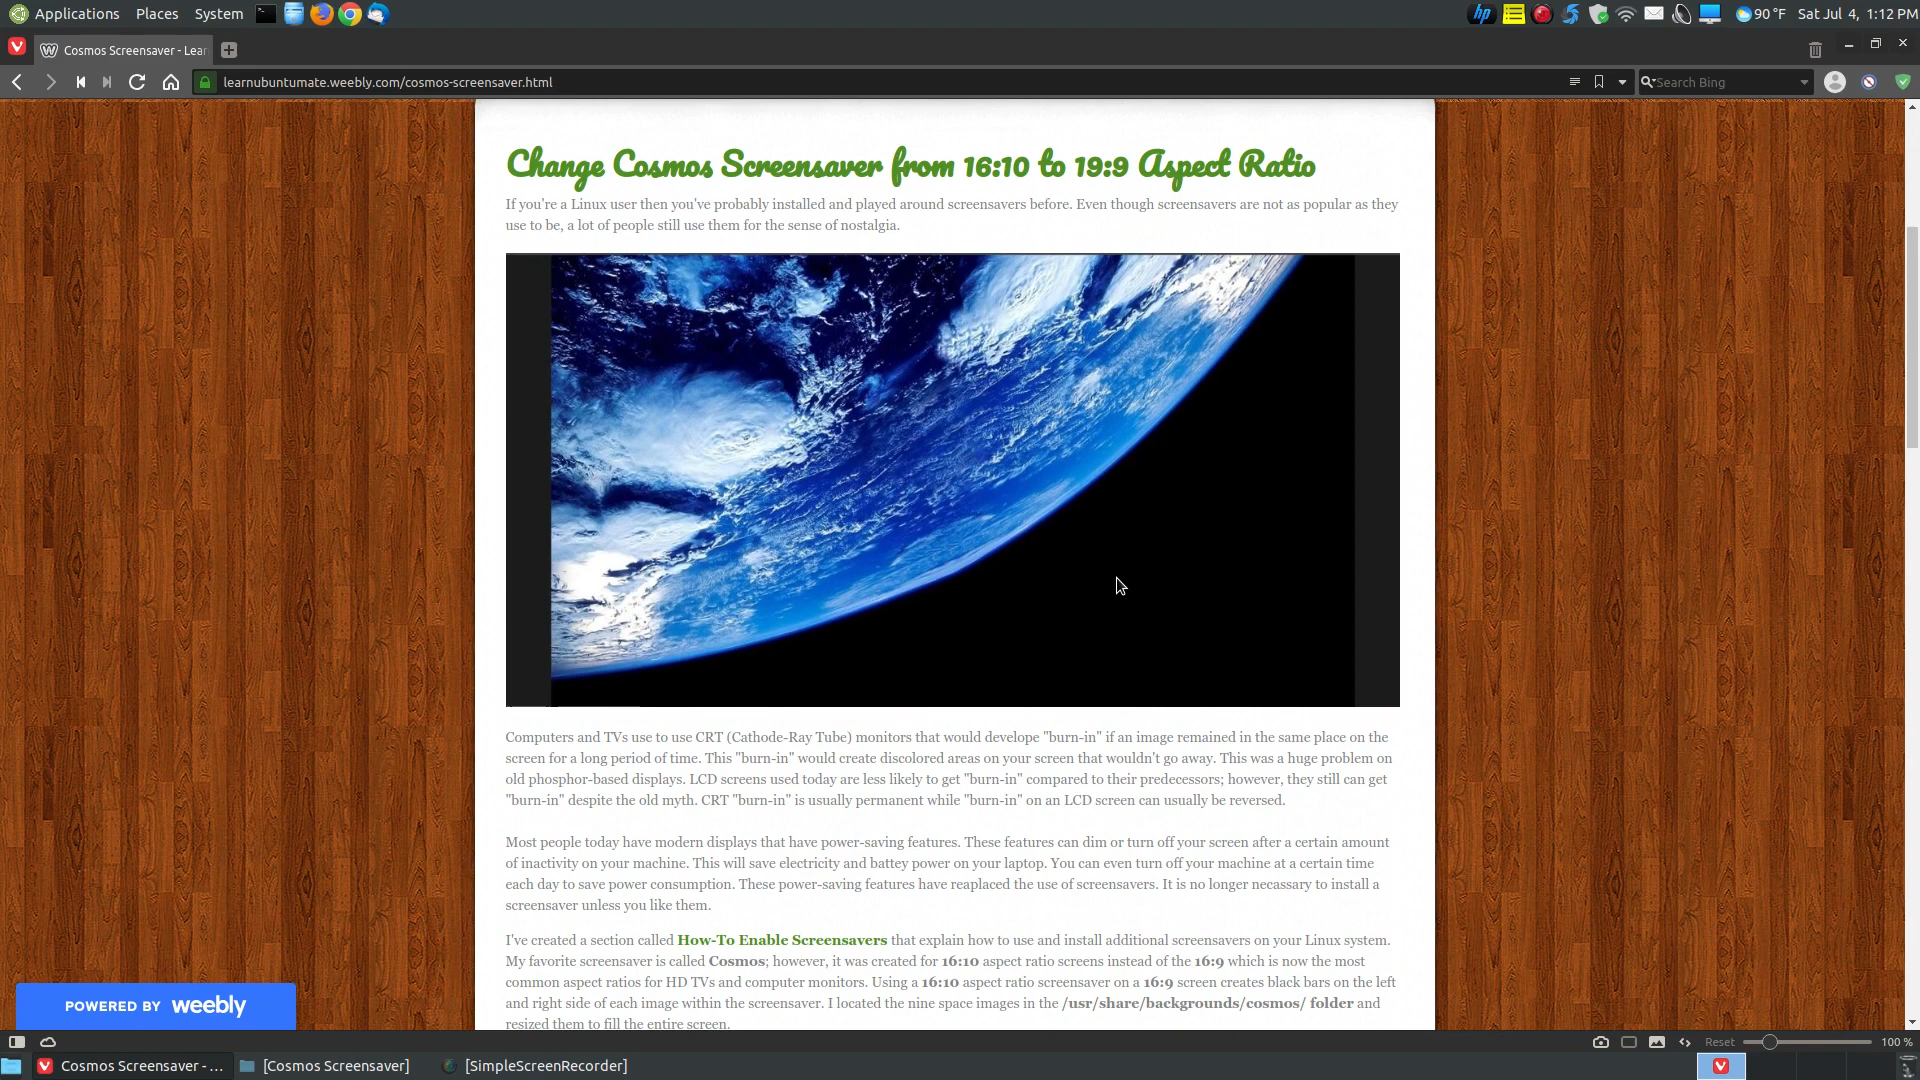 Applications Places System hp 90 °F Sat Jul 4, 1:12 PM
Cosmos Screensaver - Lear
learnubuntumate.weebly.com/cosmos-screensaver.html Search Bing
Change Cosmos Screensaver from 16:10 to 19:9 Aspect Ratio
If you're a Linux user then you've probably installed and played around screensavers before. Even though screensavers are not as popular as they
use to be, a lot of people still use them for the sense of nostalgia.
Computers and TVs use to use CRT (Cathode-Ray Tube) monitors that would develope "burn-in" if an image remained in the same place on the
screen for a long period of time. This "burn-in" would create discolored areas on your screen that wouldn't go away. This was a huge problem on
old phosphor-based displays. LCD screens used today are less likely to get "burn-in" compared to their predecessors; however, they still can get
"burn-in" despite the old myth. CRT "burn-in" is usually permanent while "burn-in" on an LCD screen can usually be reversed.
Most people today have modern displays that have power-saving features. These features can dim or turn off your screen after a certain amount
of inactivity on your machine. This will save electricity and battey power on your laptop. You can even turn off your machine at a certain time
each day to save power consumption. These power-saving features have reaplaced the use of screensavers. It is no longer necassary to install a
screensaver unless you like them.
I've created a section called How-To Enable Screensavers that explain how to use and install additional screensavers on your Linux system.
My favorite screensaver is called Cosmos; however, it was created for 16:10 aspect ratio screens instead of the 16:9 which is now the most
common aspect ratios for HD TVs and computer monitors. Using a 16:10 aspect ratio screensaver on a 16:9 screen creates black bars on the left
and right side of each image within the screensaver. I located the nine space images in the /usr/share/backgrounds/cosmos/ folder and
resized them to fill the entire screen.
POWERED BY weebly
Reset 100 %
Cosmos Screensaver - ... [Cosmos Screensaver] [SimpleScreenRecorder]